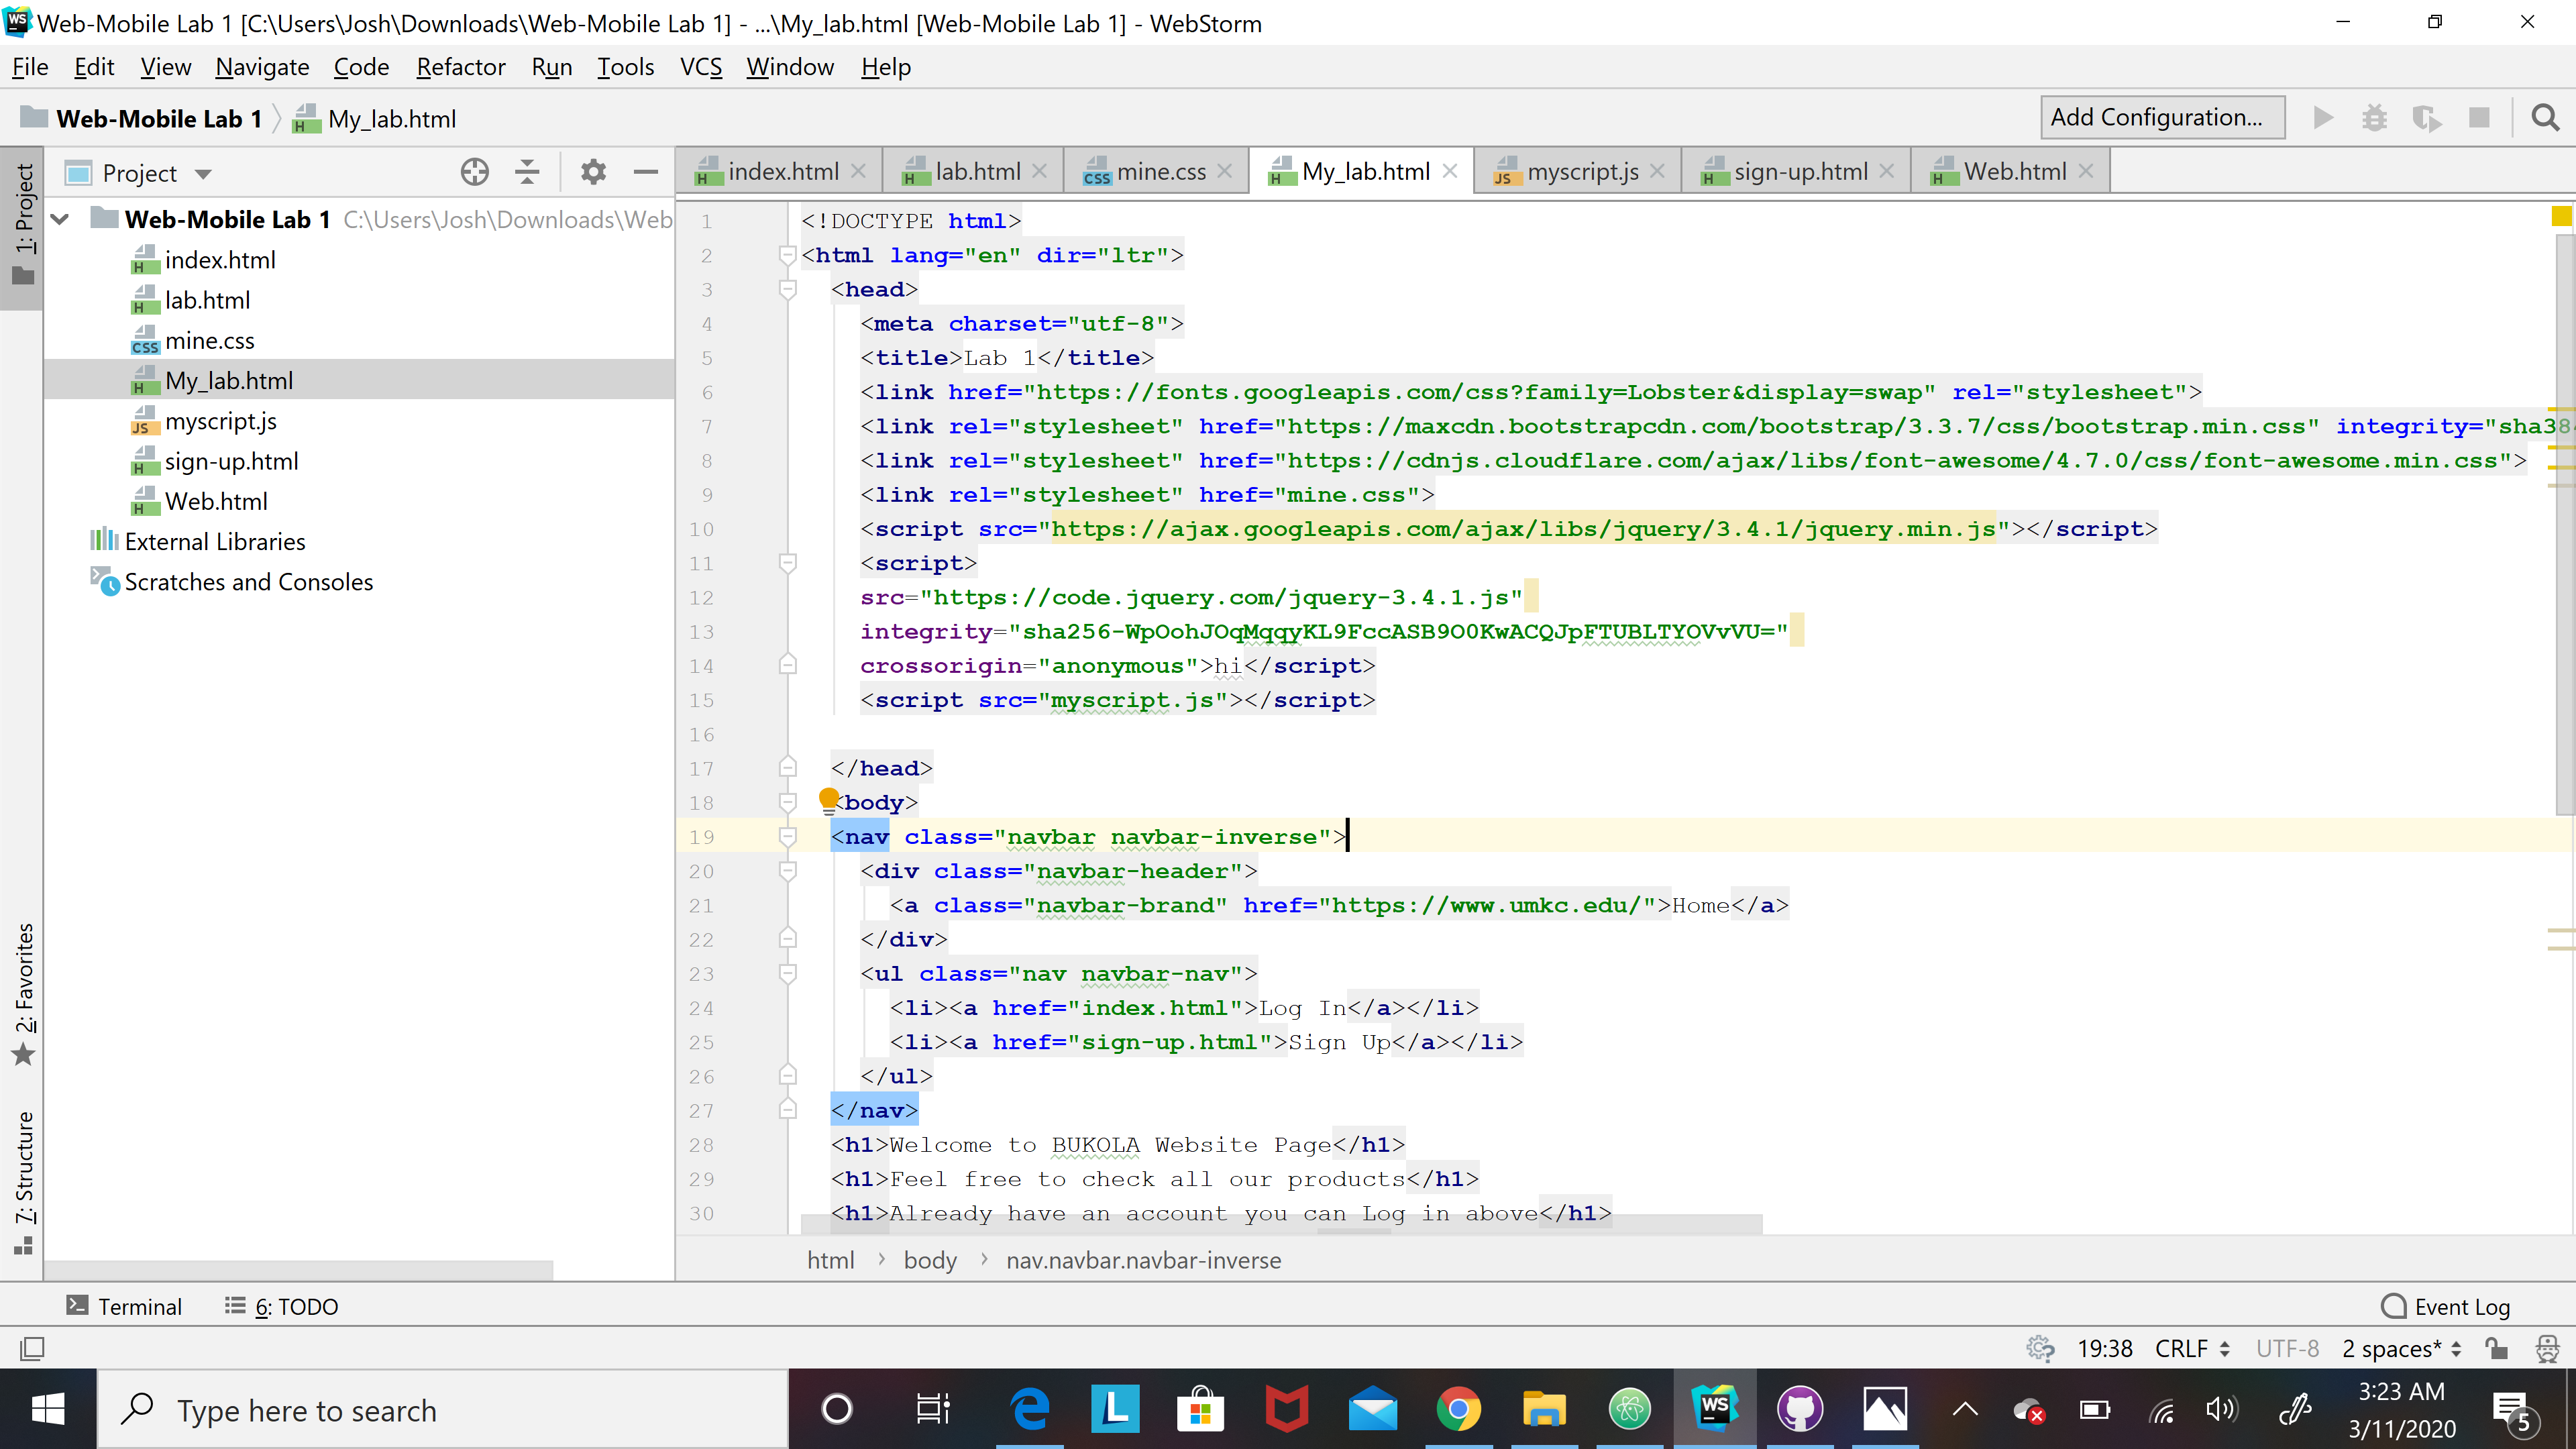 Web-Mobile Lab 1 [C:\Users\Josh\Downloads\Web-Mobile Lab 1] - ...\My_lab.html [Web-Mobile Lab 1] - WebStorm
File Edit View Navigate Code Refactor Run Tools VCS Window Help
Web-Mobile Lab 1 My_lab.html Add Configuration...
Project
index.html lab.html mine.css My_lab.html myscript.js sign-up.html Web.html
1: Project
2: Favorites
7: Structure
Web-Mobile Lab 1 C:\Users\Josh\Downloads\Web
index.html
lab.html
mine.css
My_lab.html
myscript.js
sign-up.html
Web.html
External Libraries
Scratches and Consoles
1 <!DOCTYPE html>
2 <html lang="en" dir="ltr">
3 <head>
4 <meta charset="utf-8">
5 <title>Lab 1</title>
6 <link href="https://fonts.googleapis.com/css?family=Lobster&display=swap" rel="stylesheet">
7 <link rel="stylesheet" href="https://maxcdn.bootstrapcdn.com/bootstrap/3.3.7/css/bootstrap.min.css" integrity="sha384
8 <link rel="stylesheet" href="https://cdnjs.cloudflare.com/ajax/libs/font-awesome/4.7.0/css/font-awesome.min.css">
9 <link rel="stylesheet" href="mine.css">
10 <script src="https://ajax.googleapis.com/ajax/libs/jquery/3.4.1/jquery.min.js"></script>
11 <script>
12 src="https://code.jquery.com/jquery-3.4.1.js"
13 integrity="sha256-WpOohJOqMqqyKL9FccASB9O0KwACQJpFTUBLTYOVvVU="
14 crossorigin="anonymous">hi</script>
15 <script src="myscript.js"></script>
16
17 </head>
18 <body>
19 <nav class="navbar navbar-inverse">
20 <div class="navbar-header">
21 <a class="navbar-brand" href="https://www.umkc.edu/">Home</a>
22 </div>
23 <ul class="nav navbar-nav">
24 <li><a href="index.html">Log In</a></li>
25 <li><a href="sign-up.html">Sign Up</a></li>
26 </ul>
27 </nav>
28 <h1>Welcome to BUKOLA Website Page</h1>
29 <h1>Feel free to check all our products</h1>
30 <h1>Already have an account you can Log in above</h1>
html body nav.navbar.navbar-inverse
Terminal 6: TODO Event Log
19:38 CRLF UTF-8 2 spaces*
Type here to search
3:23 AM
3/11/2020
5